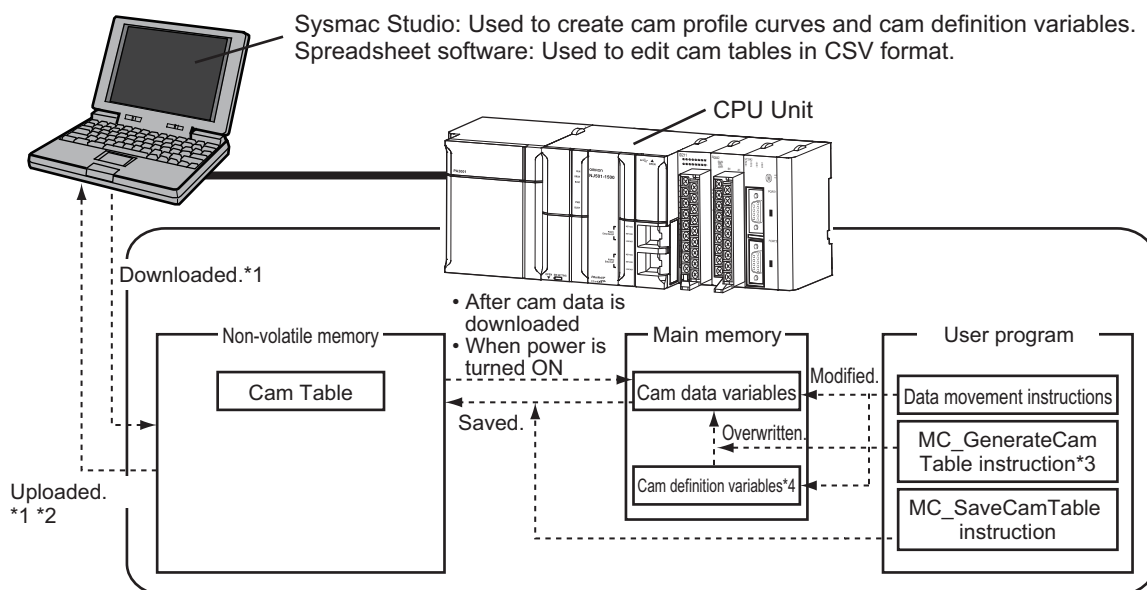 Sysmac Studio: Used to create cam profile curves and cam definition variables.
Spreadsheet software: Used to edit cam tables in CSV format.
CPU Unit
NJ501-1500
Downloaded.*1
• After cam data is
downloaded
• When power is
turned ON
Non-volatile memory
Cam Table
Main memory
Cam data variables
Saved.
Overwritten.
Cam definition variables*4
Modified.
User program
Data movement instructions
MC_GenerateCam
Table instruction*3
MC_SaveCamTable
instruction
Uploaded.
*1 *2